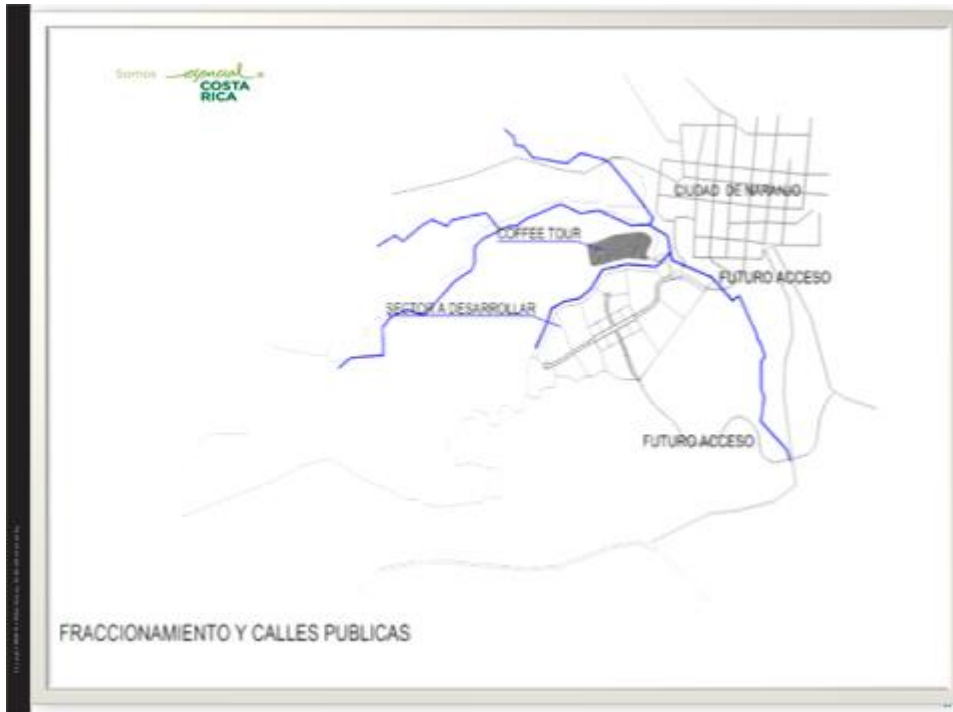 Somos esencial
COSTA
RICA
CIUDAD DE NARANJO
COFFEE TOUR
FUTURO ACCESO
SECTOR A DESARROLLAR
FUTURO ACCESO
FRACCIONAMIENTO Y CALLES PUBLICAS